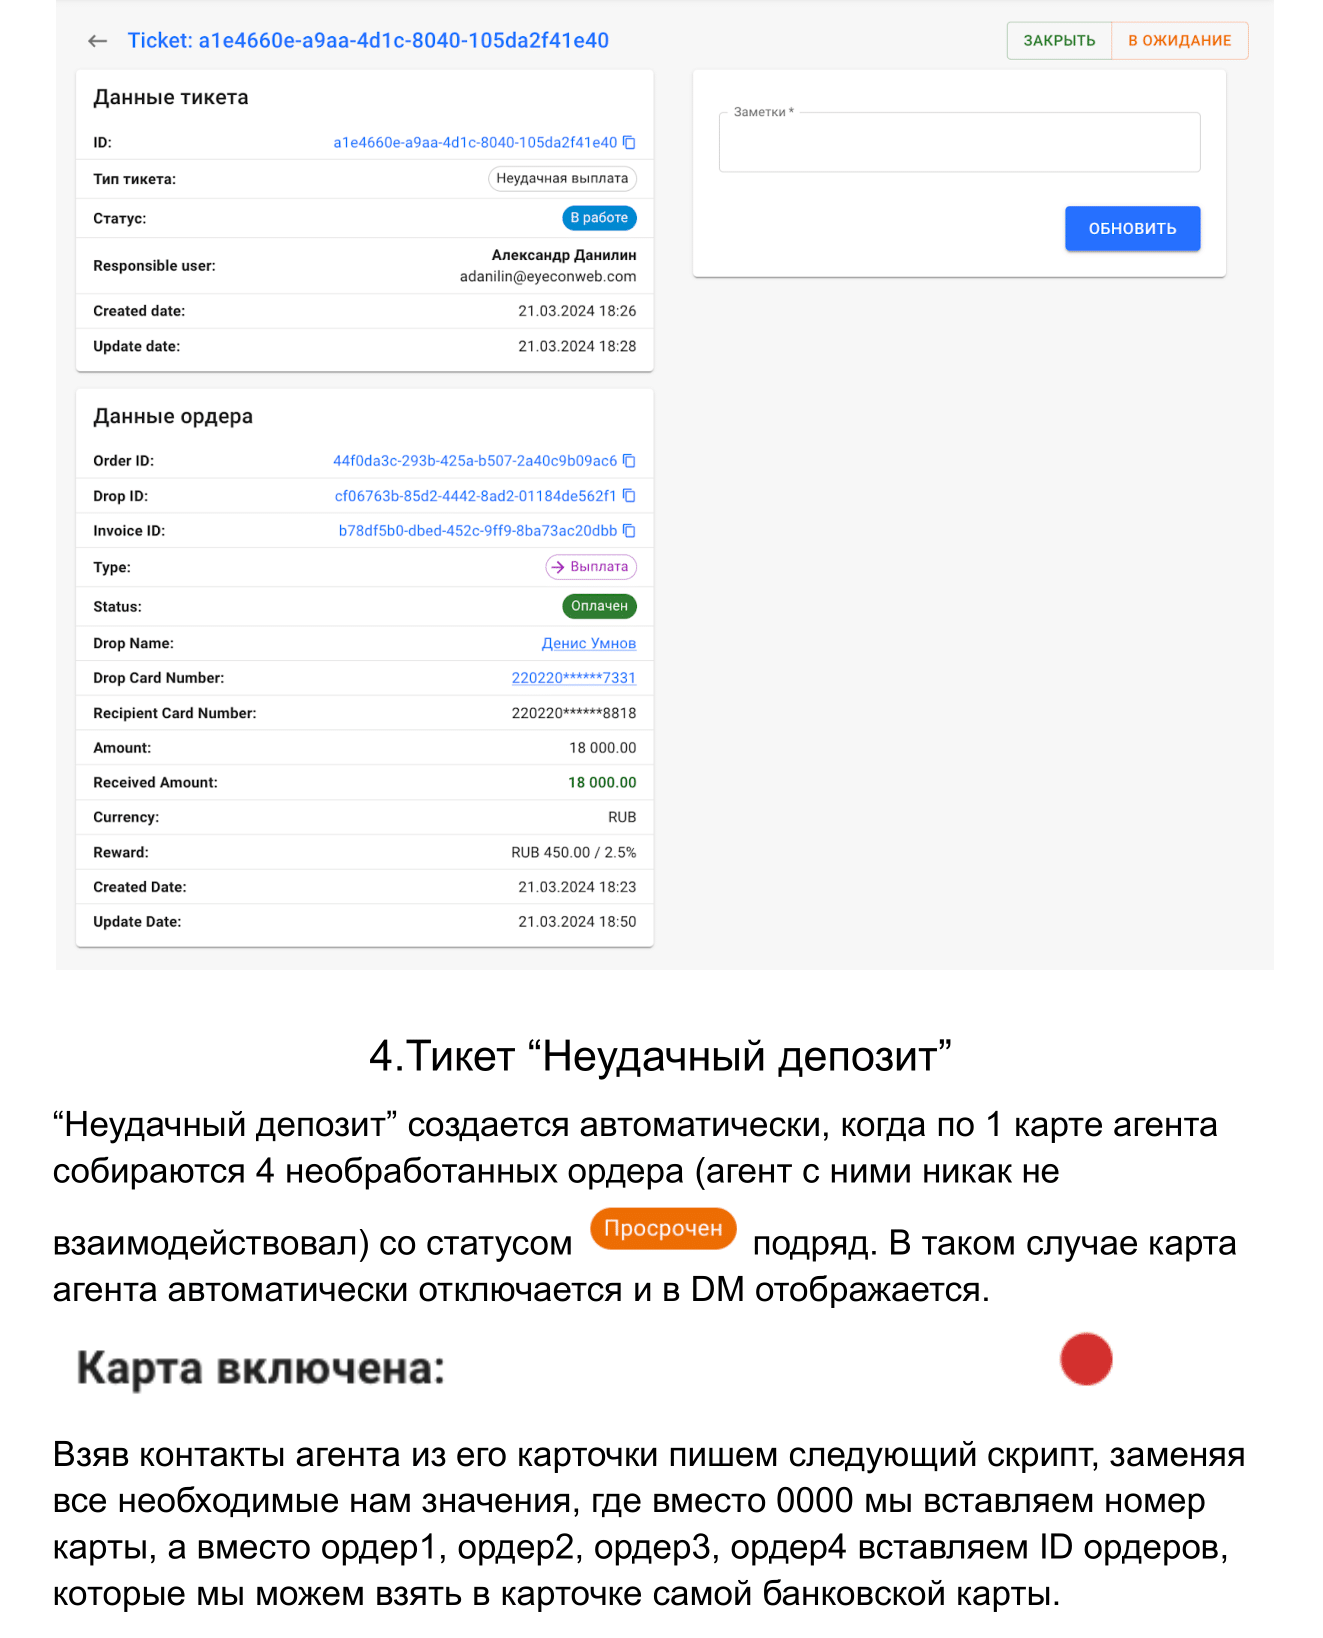 Ticket: a1e4660e-a9aa-4d1c-8040-105da2f41e40
ЗАКРЫТЬ
В ОЖИДАНИЕ
Данные тикета
ID: a1e4660e-a9aa-4d1c-8040-105da2f41e40
Тип тикета: Неудачная выплата
Статус: В работе
Responsible user: Александр Данилин
adanilin@eyeconweb.com
Created date: 21.03.2024 18:26
Update date: 21.03.2024 18:28
Заметки *
ОБНОВИТЬ
Данные ордера
Order ID: 44f0da3c-293b-425a-b507-2a40c9b09ac6
Drop ID: cf06763b-85d2-4442-8ad2-01184de562f1
Invoice ID: b78df5b0-dbed-452c-9ff9-8ba73ac20dbb
Type: Выплата
Status: Оплачен
Drop Name: Денис Умнов
Drop Card Number: 220220******7331
Recipient Card Number: 220220******8818
Amount: 18 000.00
Received Amount: 18 000.00
Currency: RUB
Reward: RUB 450.00 / 2.5%
Created Date: 21.03.2024 18:23
Update Date: 21.03.2024 18:50
4.Тикет “Неудачный депозит”
“Неудачный депозит” создается автоматически, когда по 1 карте агента
собираются 4 необработанных ордера (агент с ними никак не
взаимодействовал) со статусом Просрочен подряд. В таком случае карта
агента автоматически отключается и в DM отображается.
Карта включена:
Взяв контакты агента из его карточки пишем следующий скрипт, заменяя
все необходимые нам значения, где вместо 0000 мы вставляем номер
карты, а вместо ордер1, ордер2, ордер3, ордер4 вставляем ID ордеров,
которые мы можем взять в карточке самой банковской карты.